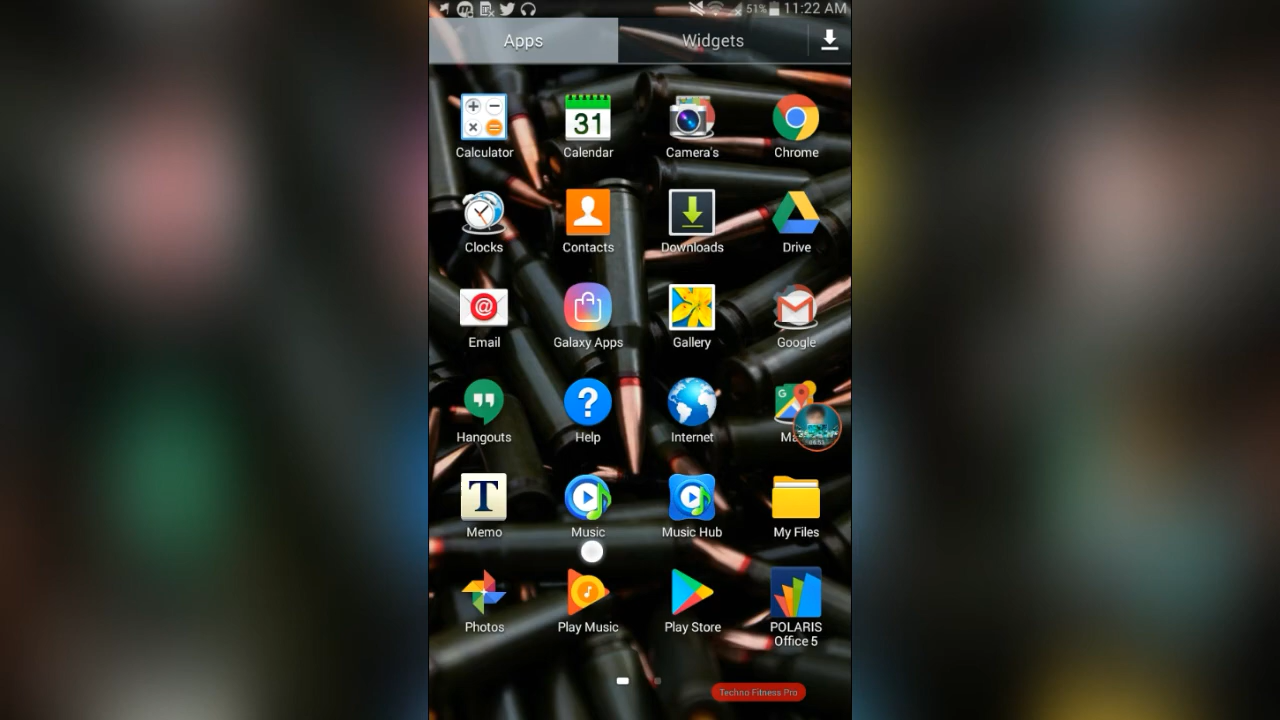 51% 11:22 AM
Apps Widgets
Calculator Calendar Camera's Chrome
31
Clocks Contacts Downloads Drive
Email Galaxy Apps Gallery Google
Hangouts Help Internet
Memo Music Music Hub My Files
Photos Play Music Play Store POLARIS
Office 5
Techno Fitness Pro